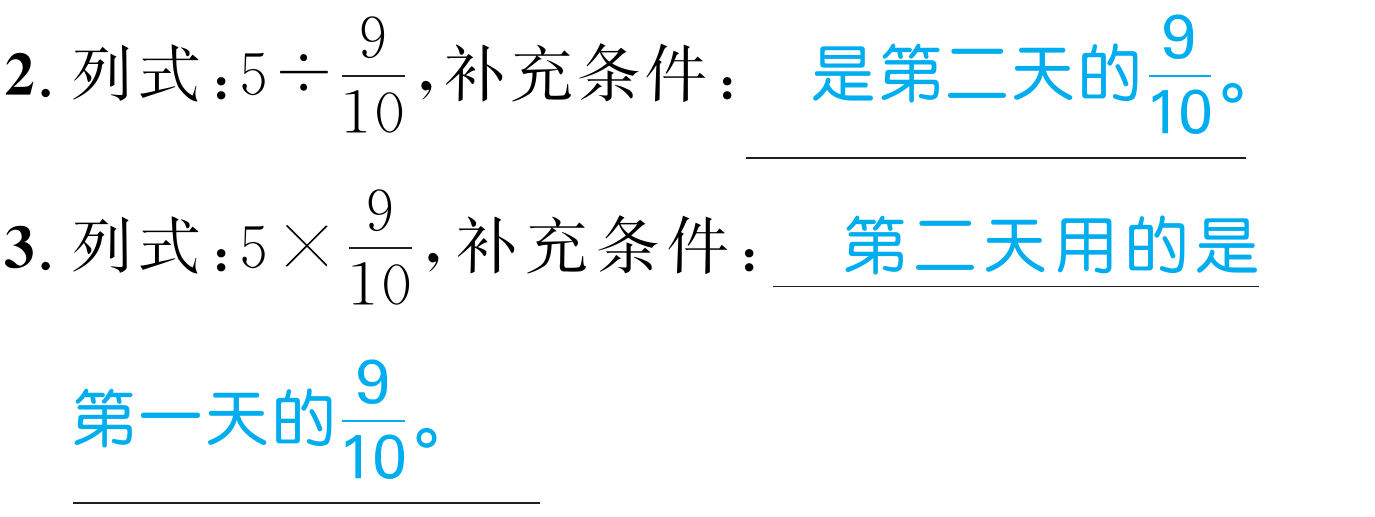 2. 列式:5÷9/10,补充条件: 是第二天的9/10。
3. 列式:5×9/10,补充条件: 第二天用的是
第一天的9/10。